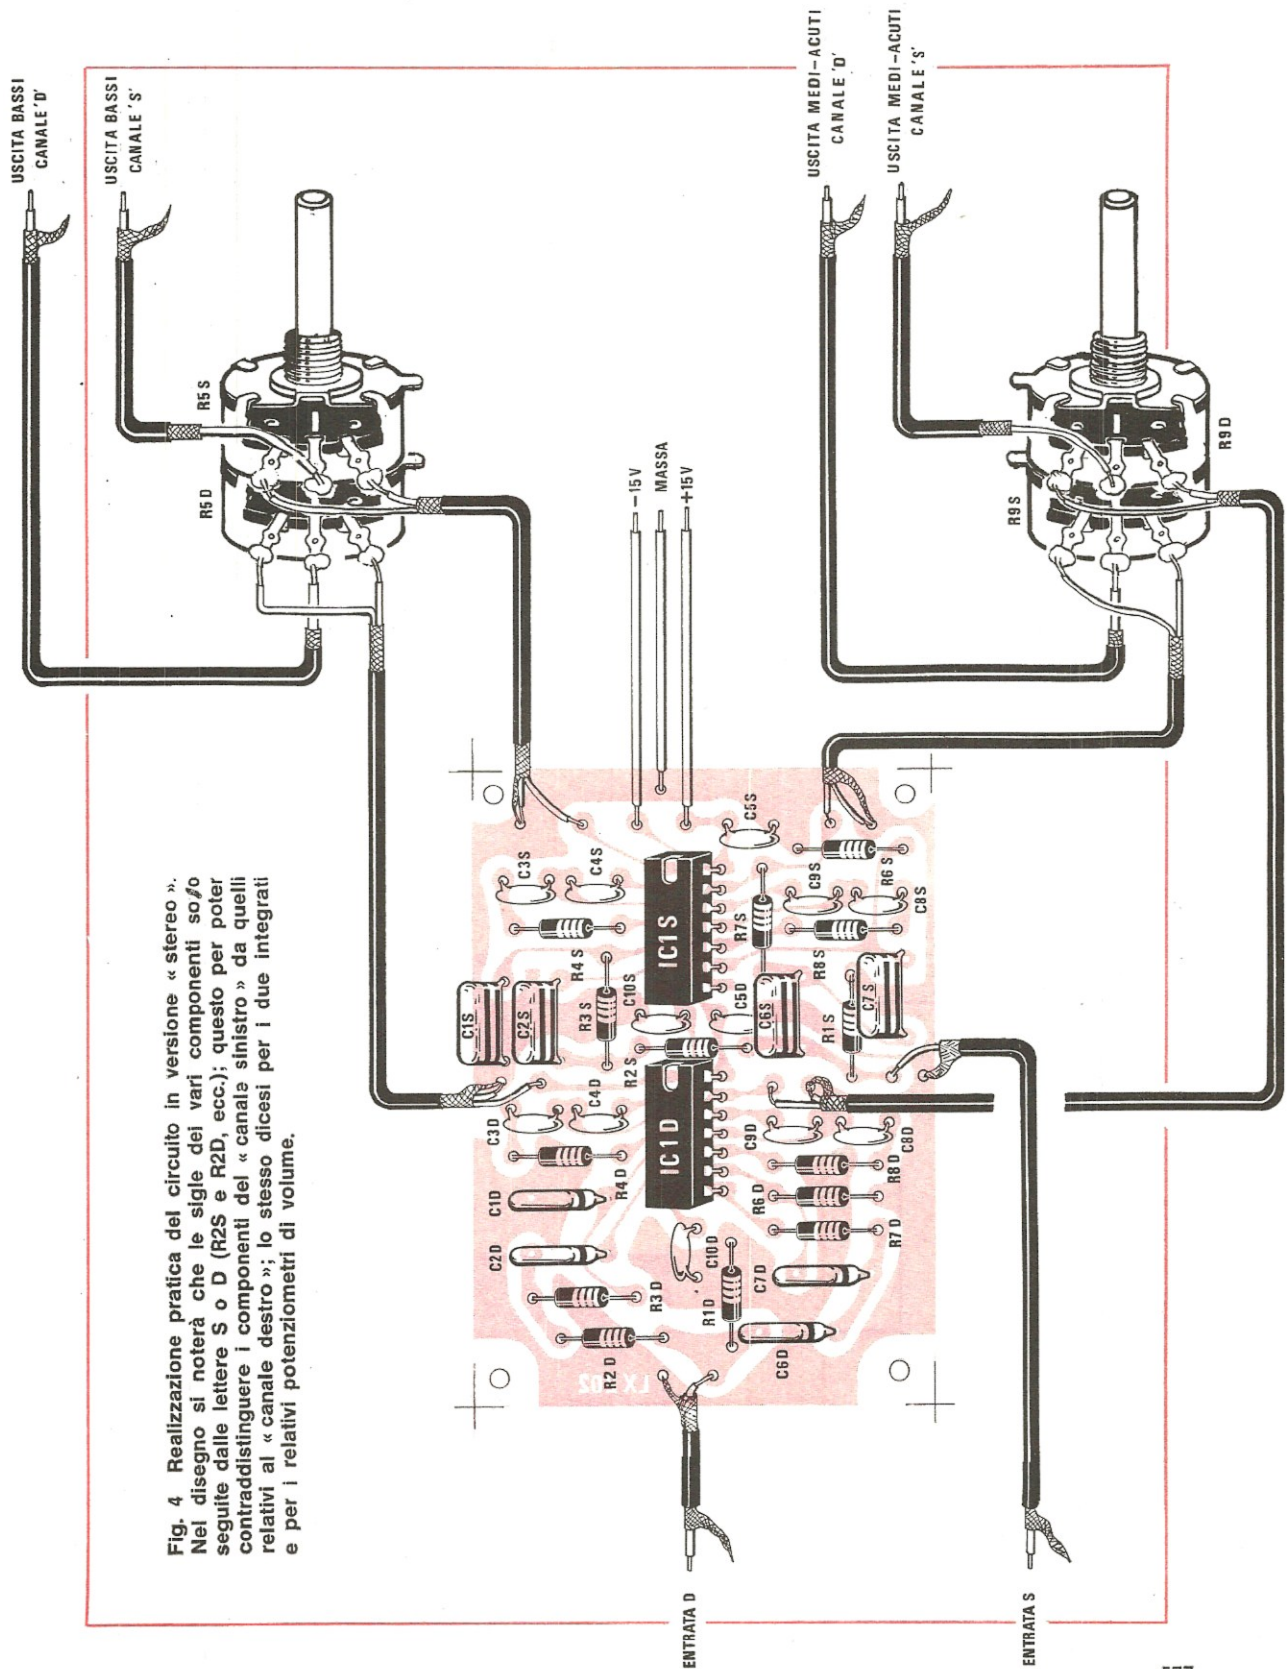 Fig. 4 Realizzazione pratica del circuito in versione « stereo ».
Nel disegno si noterà che le sigle dei vari componenti so//o
seguite dalle lettere S o D (R2S e R2D, ecc.); questo per poter
contraddistinguere i componenti del « canale sinistro » da quelli
relativi al « canale destro »; lo stesso dicesi per i due integrati
e per i relativi potenziometri di volume.
USCITA BASSI
CANALE 'D'
USCITA BASSI
CANALE 'S'
R5S
R5D
-15V
MASSA
+15V
USCITA MEDI-ACUTI
CANALE 'D'
USCITA MEDI-ACUTI
CANALE 'S'
R9S
R9D
C3S
C4S
R4S
C1S
C2S
R3S
C10S
IC1S
C5S
R7S
C9S
R6S
C8S
R8S
C7S
R1S
C6S
C5D
R2S
C3D
C4D
R4D
IC1D
C9D
C8D
R8D
R6D
R7D
C1D
C2D
R3D
R2D
C10D
R1D
C7D
C6D
ENTRATA D
ENTRATA S